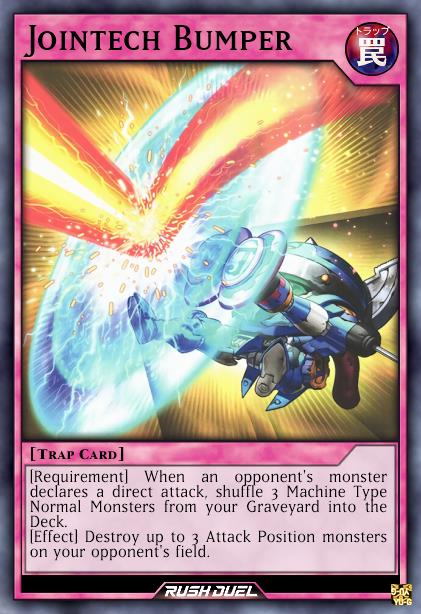 Jointech Bumper
トラップ
罠
[Trap Card]
[Requirement] When an opponent's monster
declares a direct attack, shuffle 3 Machine Type
Normal Monsters from your Graveyard into the
Deck.
[Effect] Destroy up to 3 Attack Position monsters
on your opponent's field.
RUSH DUEL